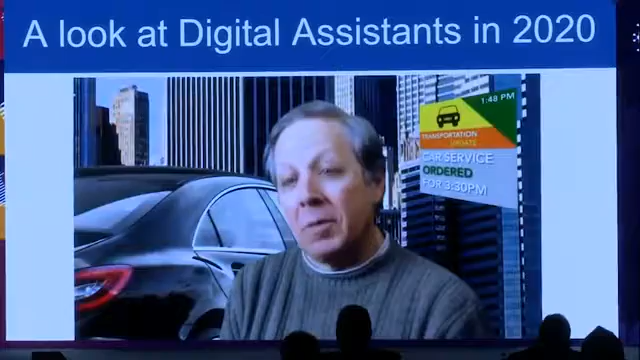 A look at Digital Assistants in 2020
1:48 PM
TRANSPORTATION
UPDATE
CAR SERVICE
ORDERED
FOR 3:30PM